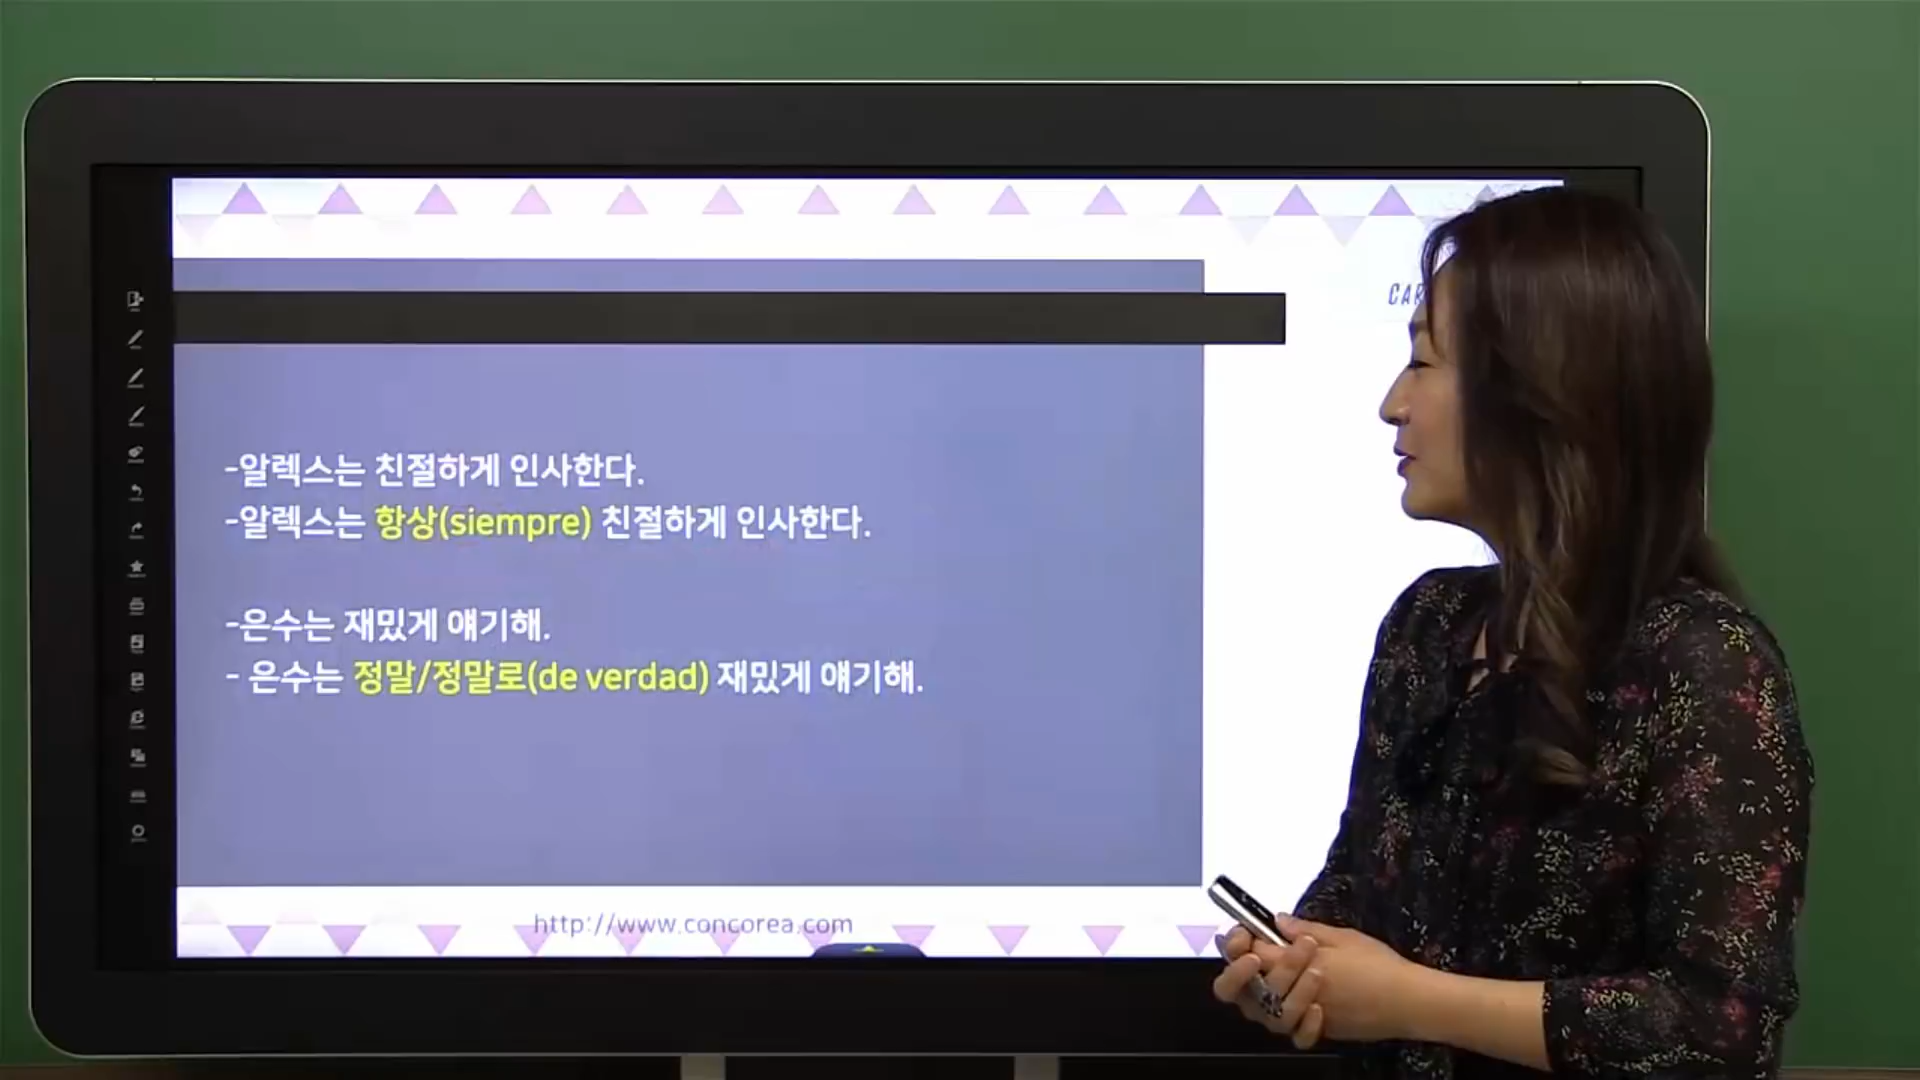 -알렉스는 친절하게 인사한다.
-알렉스는 항상(siempre) 친절하게 인사한다.
-은수는 재밌게 얘기해.
- 은수는 정말/정말로(de verdad) 재밌게 얘기해.
http://www.concorea.com